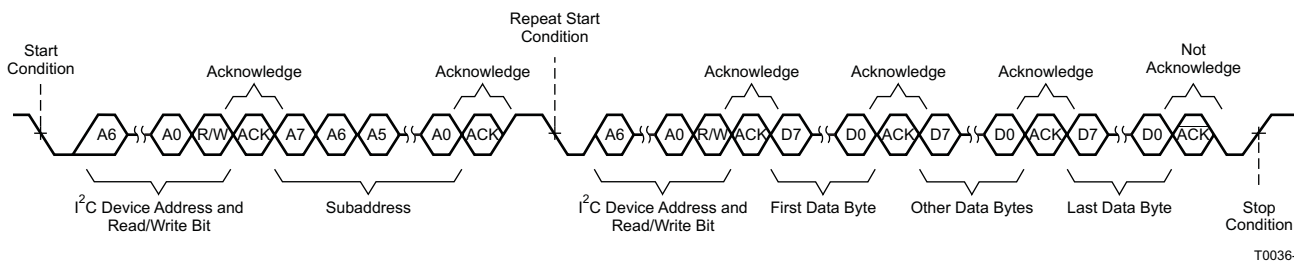 Start
Condition
Repeat Start
Condition
Not
Acknowledge
Acknowledge
Acknowledge
Acknowledge
Acknowledge
Acknowledge
A6 A0 R/W ACK A7 A6 A5 A0 ACK A6 A0 R/W ACK D7 D0 ACK D7 D0 ACK D7 D0 ACK
I²C Device Address and
Read/Write Bit
Subaddress
I²C Device Address and
Read/Write Bit
First Data Byte
Other Data Bytes
Last Data Byte
Stop
Condition
T0036-